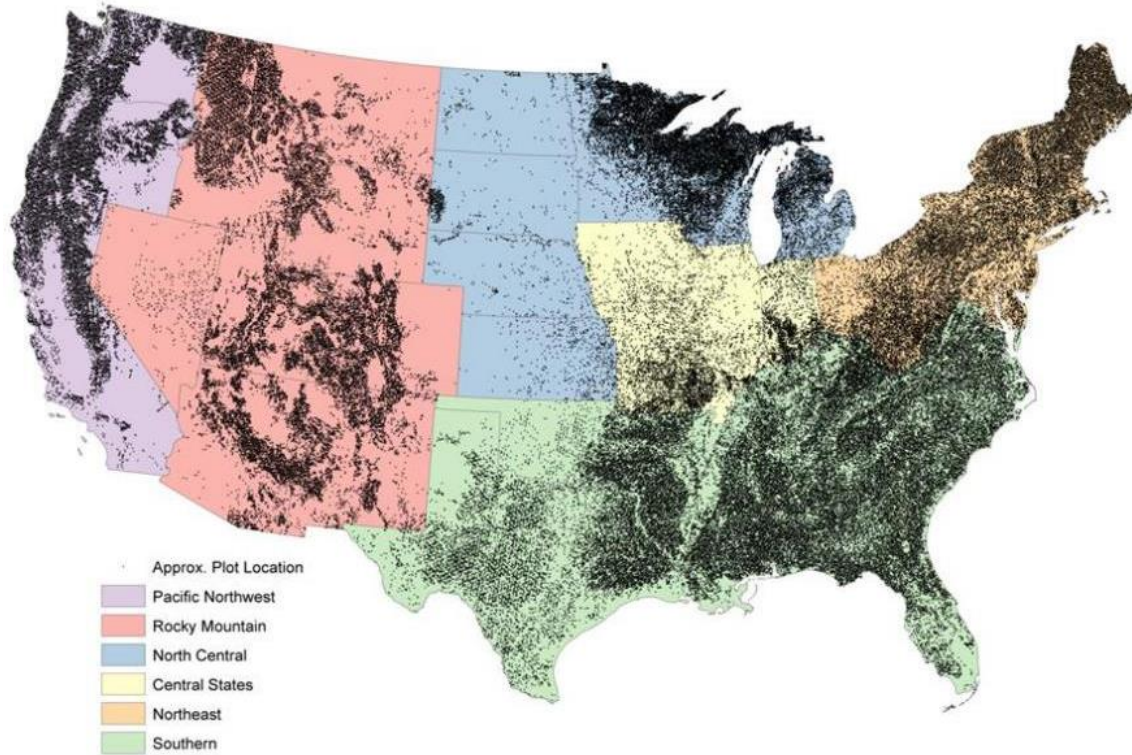 Approx. Plot Location
Pacific Northwest
Rocky Mountain
North Central
Central States
Northeast
Southern